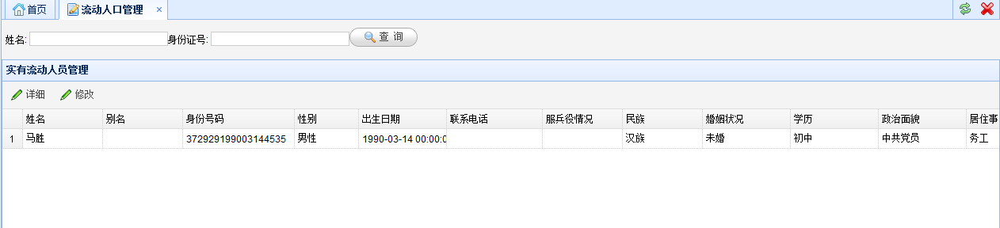 首页 流动人口管理 ×
姓名: 身份证号: 查 询
实有流动人员管理
详细 修改
姓名 别名 身份号码 性别 出生日期 联系电话 服兵役情况 民族 婚姻状况 学历 政治面貌 居住事
1 马胜 372929199003144535 男性 1990-03-14 00:00:0 汉族 未婚 初中 中共党员 务工